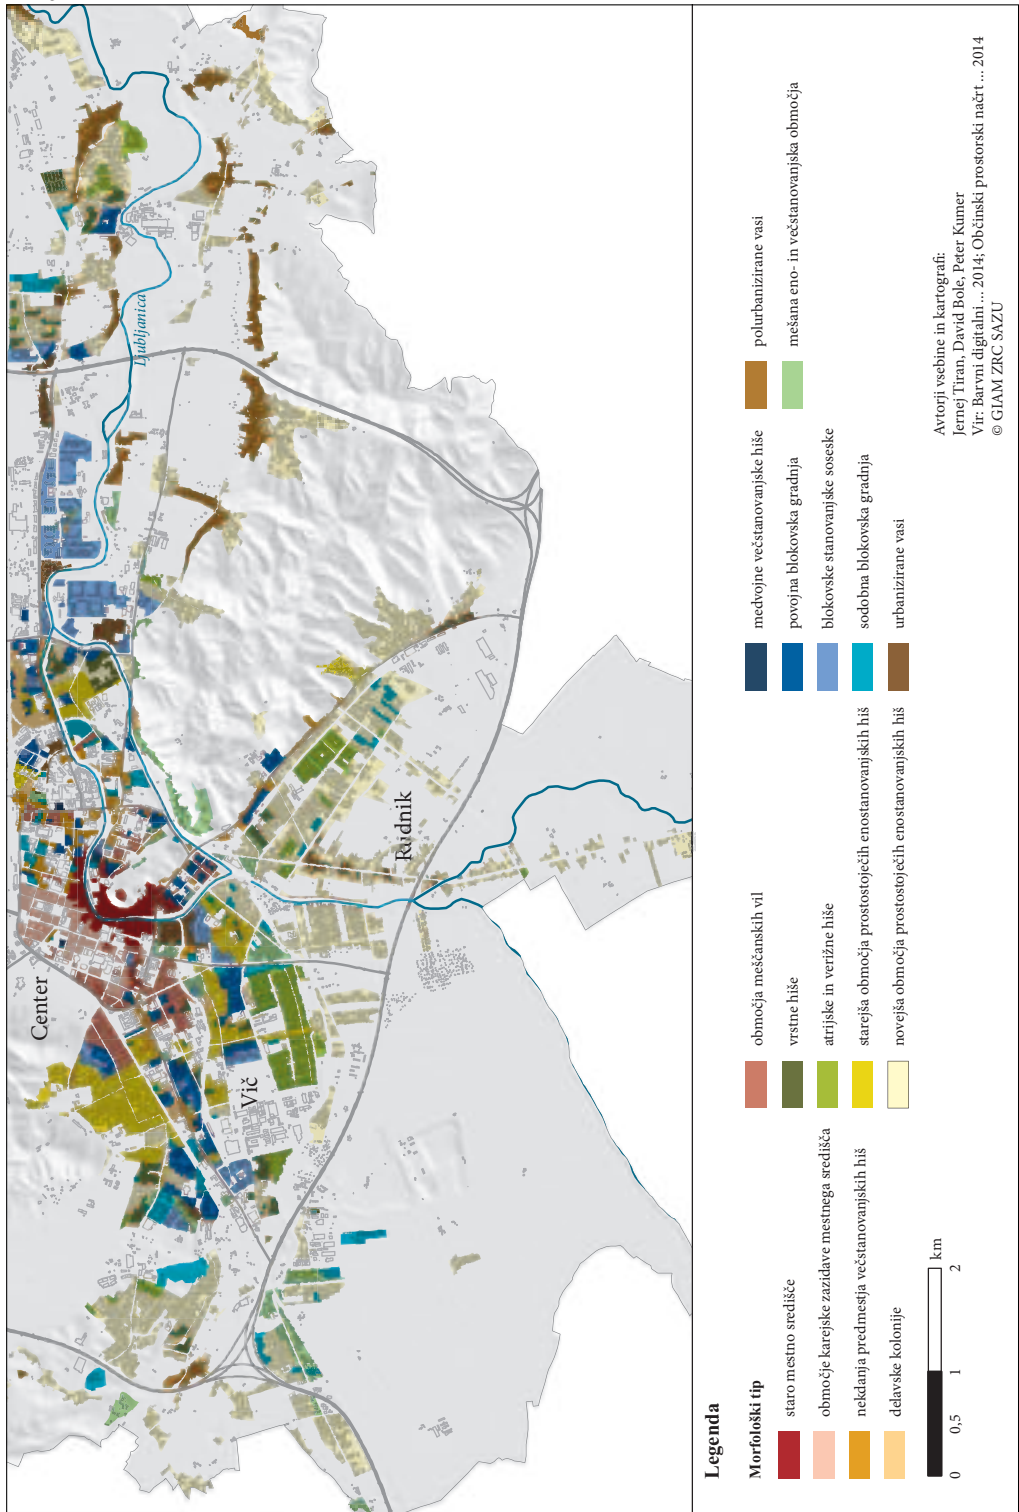 Center
Vič
Rudnik
Ljubljanica
Legenda
Morfološki tip
staro mestno središče
območje karejske zazidave mestnega središča
nekdanja predmestja večstanovanjskih hiš
delavske kolonije
območja meščanskih vil
vrstne hiše
atrijske in verižne hiše
starejša območja prostostoječih enostanovanjskih hiš
novejša območja prostostoječih enostanovanjskih hiš
medvojne večstanovanjske hiše
povojna blokovska gradnja
blokovske stanovanjske soseske
sodobna blokovska gradnja
urbanizirane vasi
polurbanizirane vasi
mešana eno- in večstanovanjska območja
0 0,5 1 2
km
Avtorji vsebine in kartografi:
Jernej Tiran, David Bole, Peter Kumer
Vir: Barvni digitalni ... 2014; Občinski prostorski načrt ... 2014
© GIAM ZRC SAZU